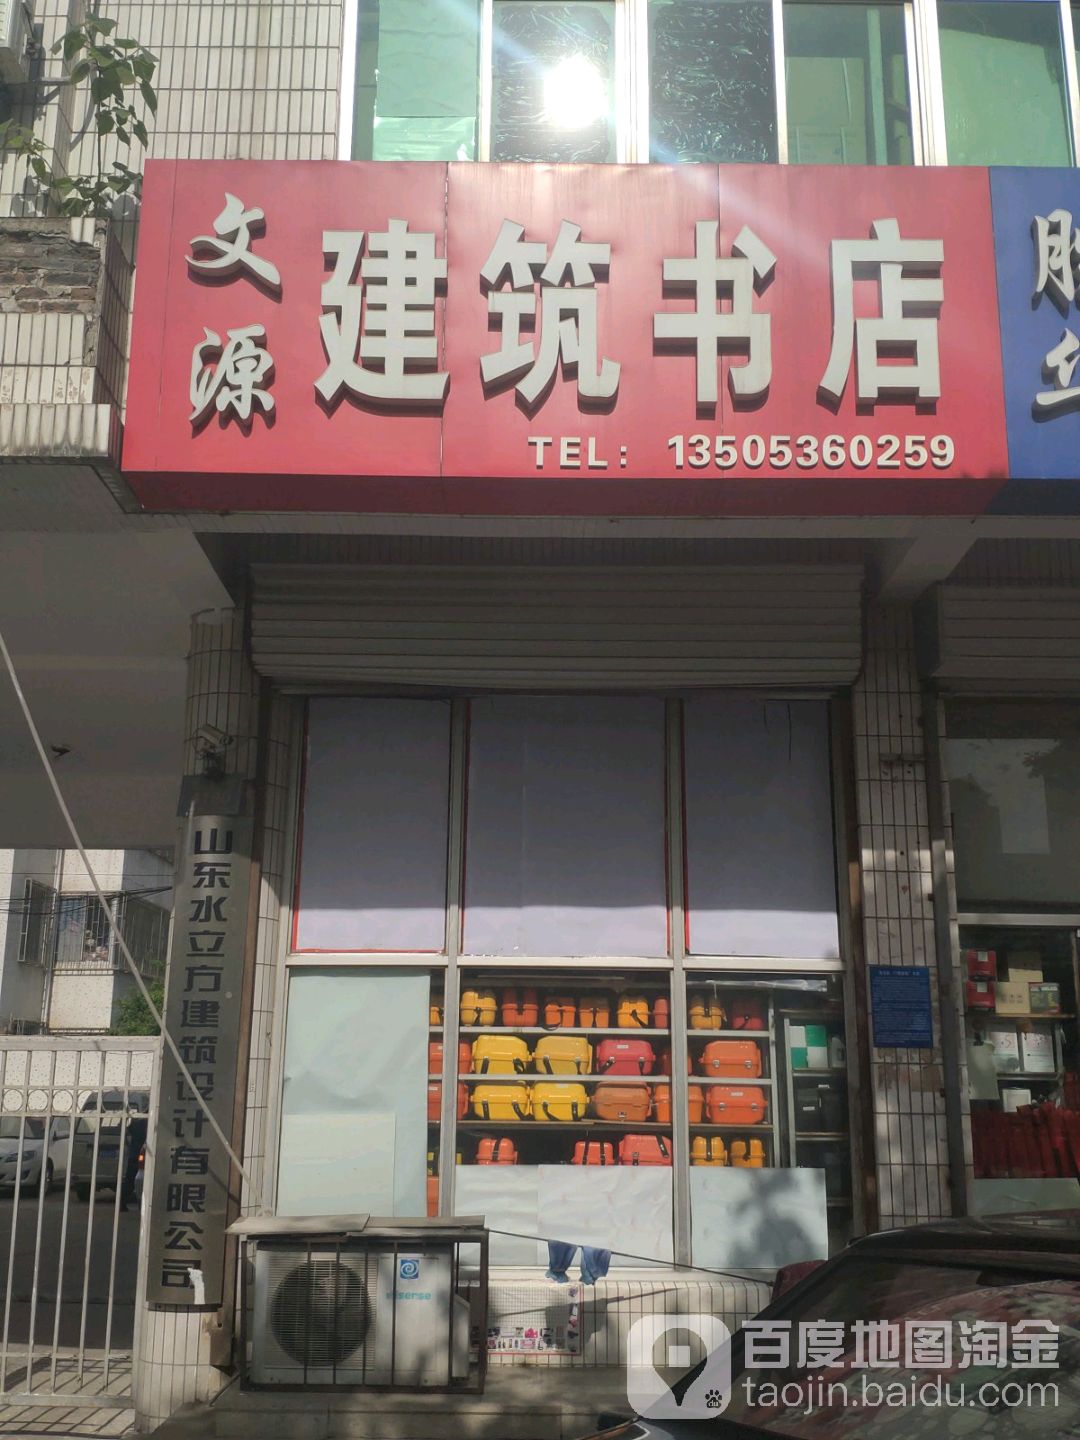 文源
建筑书店
TEL: 13505360259
山东水立方建筑设计有限公司
Hisense
百度地图淘金
taojin.baidu.com